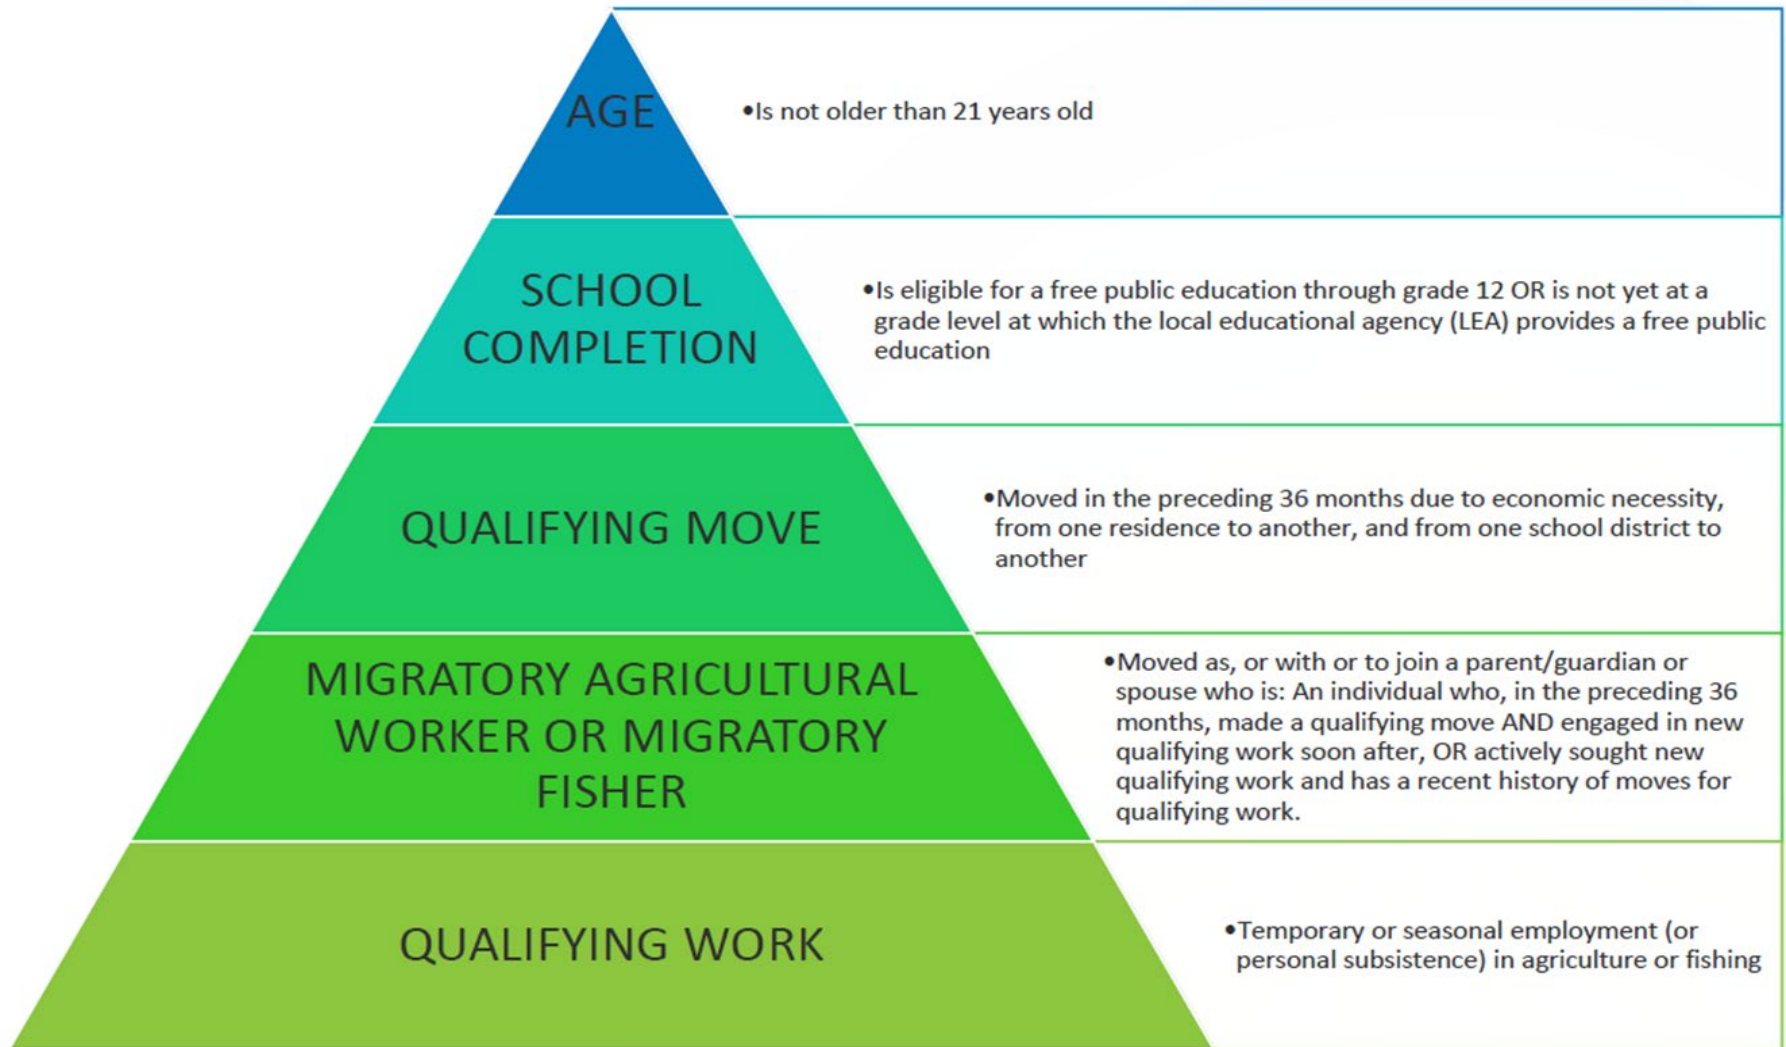 AGE
•Is not older than 21 years old
SCHOOL
COMPLETION
•Is eligible for a free public education through grade 12 OR is not yet at a
grade level at which the local educational agency (LEA) provides a free public
education
QUALIFYING MOVE
•Moved in the preceding 36 months due to economic necessity,
from one residence to another, and from one school district to
another
MIGRATORY AGRICULTURAL
WORKER OR MIGRATORY
FISHER
•Moved as, or with or to join a parent/guardian or
spouse who is: An individual who, in the preceding 36
months, made a qualifying move AND engaged in new
qualifying work soon after, OR actively sought new
qualifying work and has a recent history of moves for
qualifying work.
QUALIFYING WORK
•Temporary or seasonal employment (or
personal subsistence) in agriculture or fishing